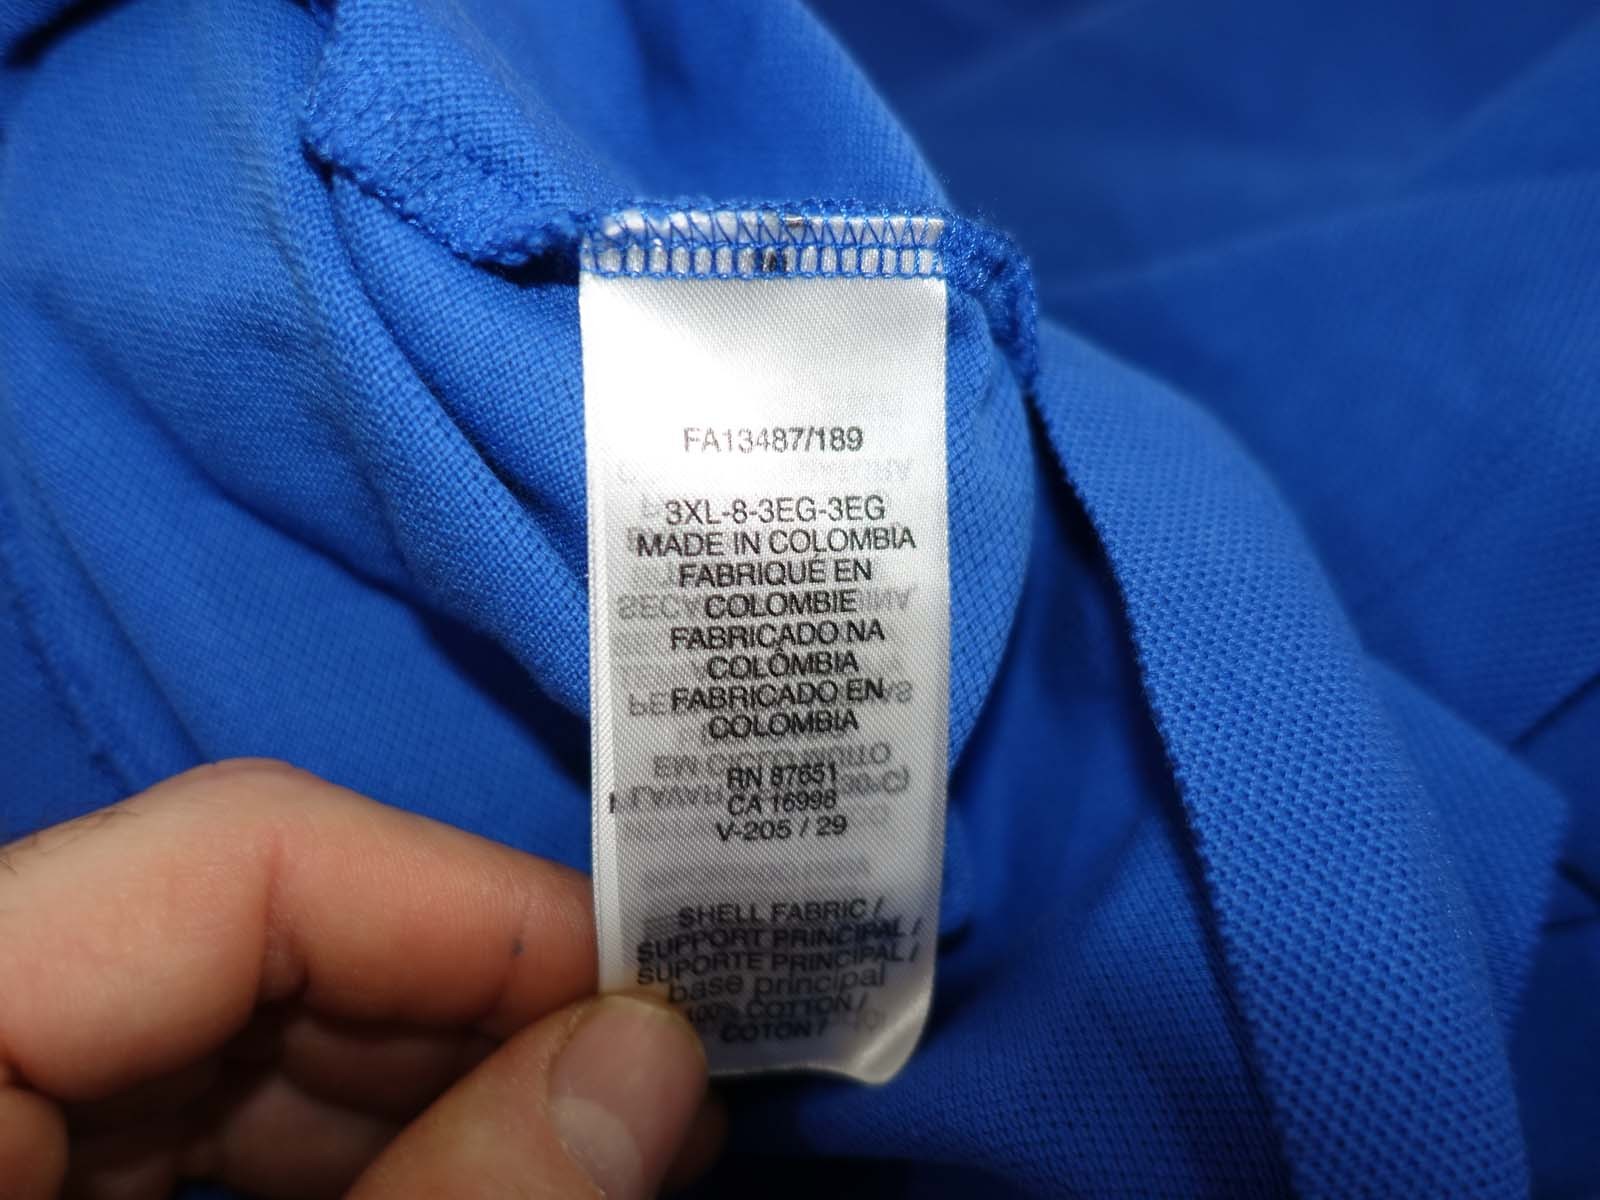 FA13487/189
3XL-8-3EG-3EG
MADE IN COLOMBIA
FABRIQUÉ EN
COLOMBIE
FABRICADO NA
COLÔMBIA
FABRICADO EN
COLOMBIA
RN 87651
CA 16998
V-205 / 29
SHELL FABRIC /
SUPPORT PRINCIPAL /
SUPORTE PRINCIPAL /
base principal
100% COTTON /
COTON /